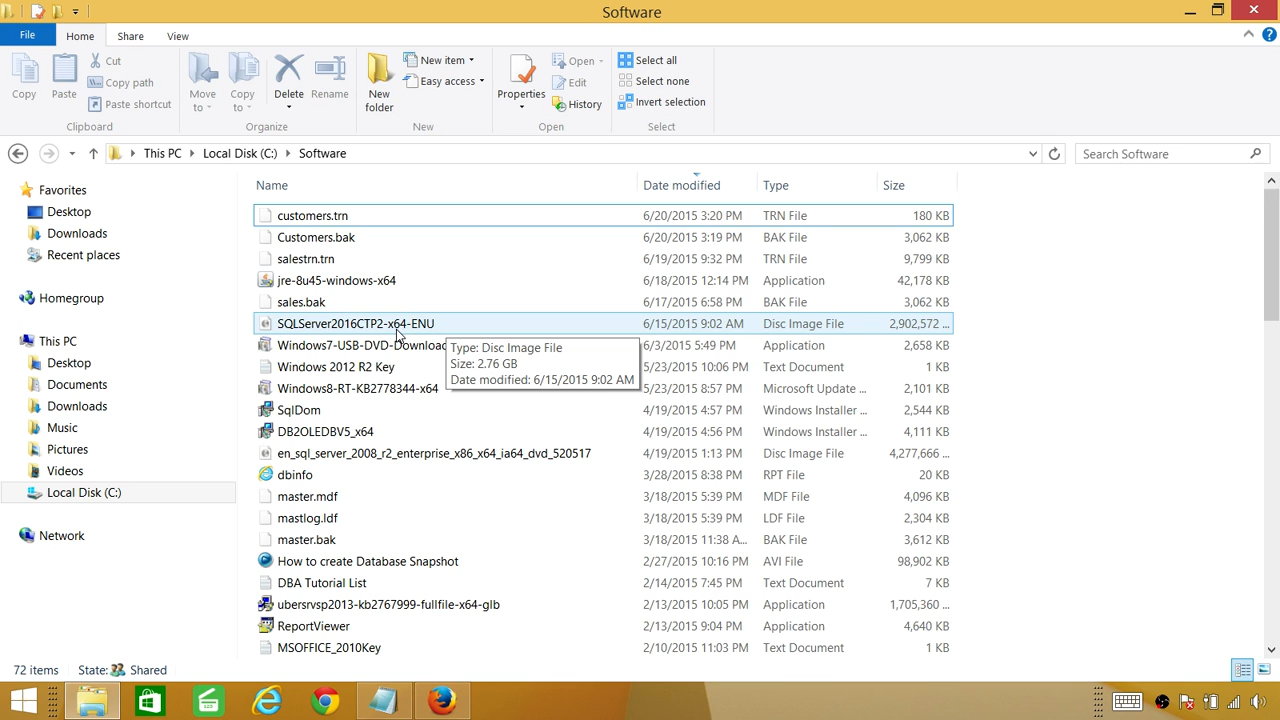 Software
File
Home
Share
View
Copy
Paste
Cut
Copy path
Paste shortcut
Clipboard
Move to
Copy to
Delete
Rename
Organize
New folder
New item
Easy access
New
Properties
Open
Edit
History
Open
Select all
Select none
Invert selection
Select
This PC
Local Disk (C:)
Software
Search Software
Favorites
Desktop
Downloads
Recent places
Homegroup
This PC
Desktop
Documents
Downloads
Music
Pictures
Videos
Local Disk (C:)
Network
Name Date modified Type Size
customers.trn 6/20/2015 3:20 PM TRN File 180 KB
Customers.bak 6/20/2015 3:19 PM BAK File 3,062 KB
salestrn.trn 6/19/2015 9:32 PM TRN File 9,799 KB
jre-8u45-windows-x64 6/18/2015 12:14 PM Application 42,178 KB
sales.bak 6/17/2015 6:58 PM BAK File 3,062 KB
SQLServer2016CTP2-x64-ENU 6/15/2015 9:02 AM Disc Image File 2,902,572 ...
Windows7-USB-DVD-Downloa 6/3/2015 5:49 PM Application 2,658 KB
Type: Disc Image File
Size: 2.76 GB
Date modified: 6/15/2015 9:02 AM
Windows 2012 R2 Key 5/23/2015 10:06 PM Text Document 1 KB
Windows8-RT-KB2778344-x64 5/23/2015 8:57 PM Microsoft Update ... 2,101 KB
SqlDom 4/19/2015 4:57 PM Windows Installer ... 2,544 KB
DB2OLEDBV5_x64 4/19/2015 4:56 PM Windows Installer ... 4,111 KB
en_sql_server_2008_r2_enterprise_x86_x64_ia64_dvd_520517 4/19/2015 1:13 PM Disc Image File 4,277,666 ...
dbinfo 3/28/2015 8:38 PM RPT File 20 KB
master.mdf 3/18/2015 5:39 PM MDF File 4,096 KB
mastlog.ldf 3/18/2015 5:39 PM LDF File 2,304 KB
master.bak 3/18/2015 11:38 A... BAK File 3,612 KB
How to create Database Snapshot 2/27/2015 10:16 PM AVI File 98,902 KB
DBA Tutorial List 2/14/2015 7:45 PM Text Document 7 KB
ubersrvsp2013-kb2767999-fullfile-x64-glb 2/13/2015 10:05 PM Application 1,705,360 ...
ReportViewer 2/13/2015 9:04 PM Application 4,640 KB
MSOFFICE_2010Key 2/10/2015 11:03 PM Text Document 1 KB
72 items State: Shared